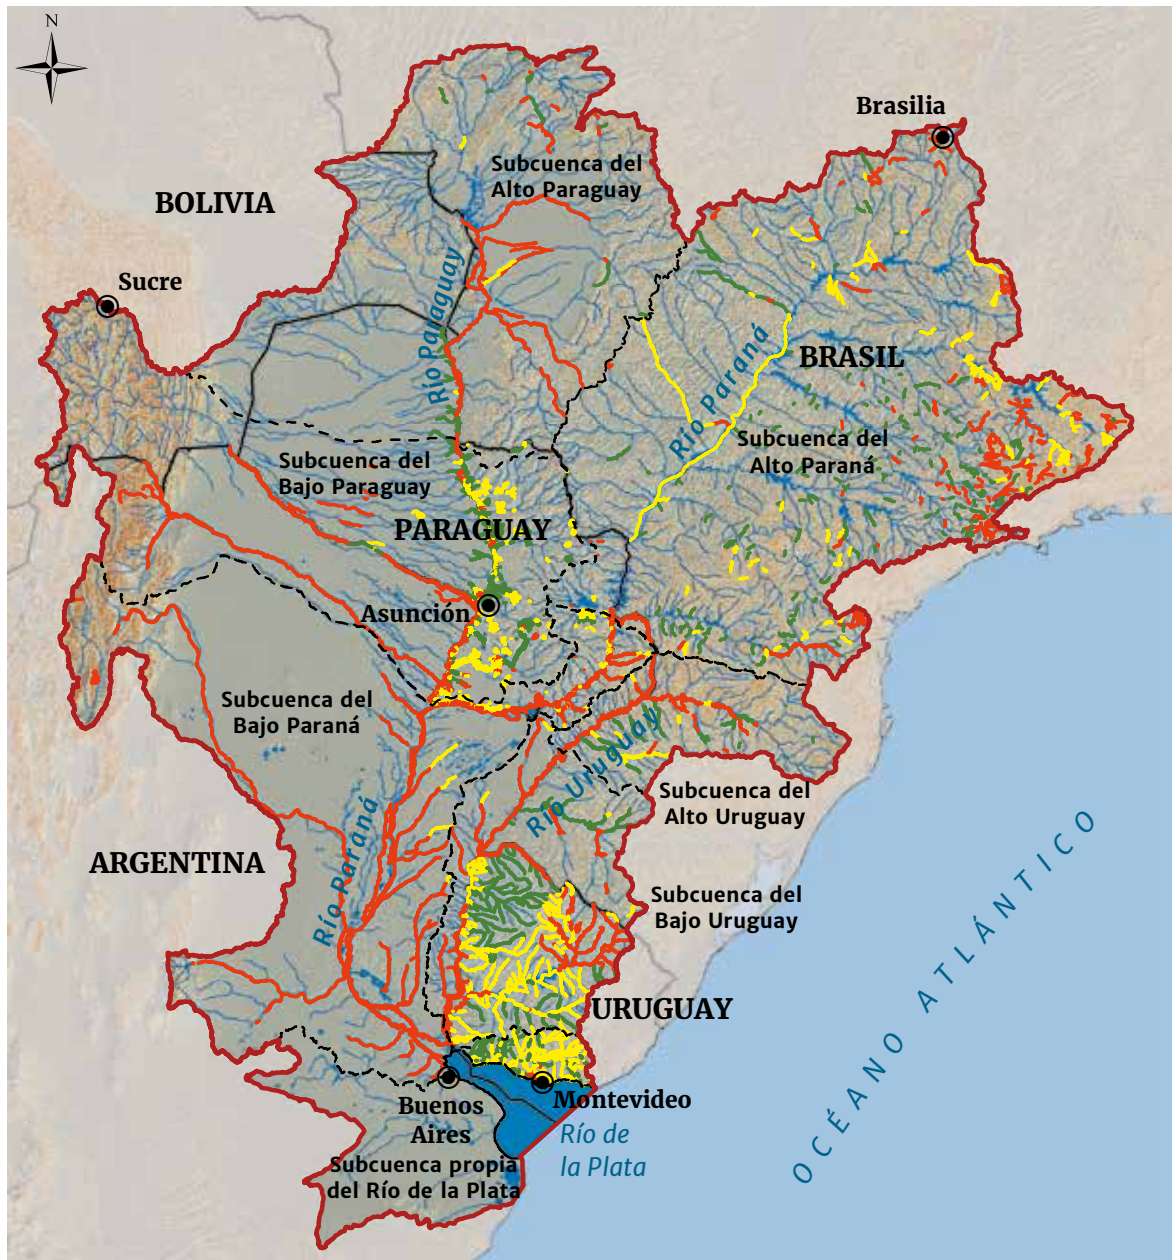 N
Brasilia
Subcuenca del
Alto Paraguay
BOLIVIA
Sucre
Río Paraguay
Río Paraná
BRASIL
Subcuenca del
Alto Paraná
Subcuenca del
Bajo Paraguay
PARAGUAY
Asunción
Subcuenca del
Bajo Paraná
Río Uruguay
Subcuenca del
Alto Uruguay
Río Paraná
ARGENTINA
Subcuenca del
Bajo Uruguay
OCÉANO ATLÁNTICO
URUGUAY
Buenos
Aires
Montevideo
Río de
la Plata
Subcuenca propia
del Río de la Plata